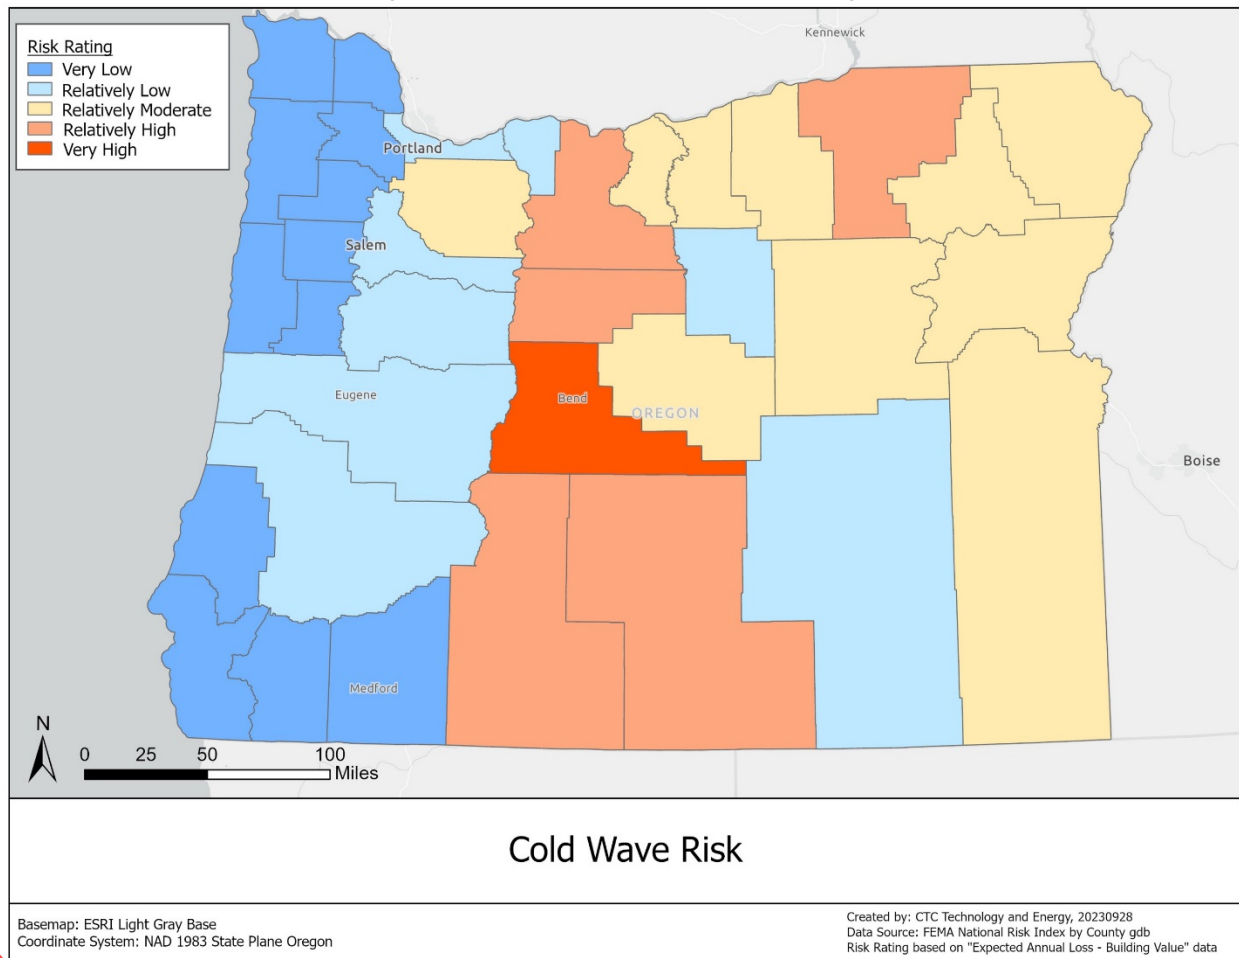 Risk Rating
Very Low
Relatively Low
Relatively Moderate
Relatively High
Very High
Kennewick
Portland
Salem
Eugene
Bend
OREGON
Boise
Medford
N
0 25 50 100
Miles
Cold Wave Risk
Basemap: ESRI Light Gray Base
Coordinate System: NAD 1983 State Plane Oregon
Created by: CTC Technology and Energy, 20230928
Data Source: FEMA National Risk Index by County gdb
Risk Rating based on "Expected Annual Loss - Building Value" data